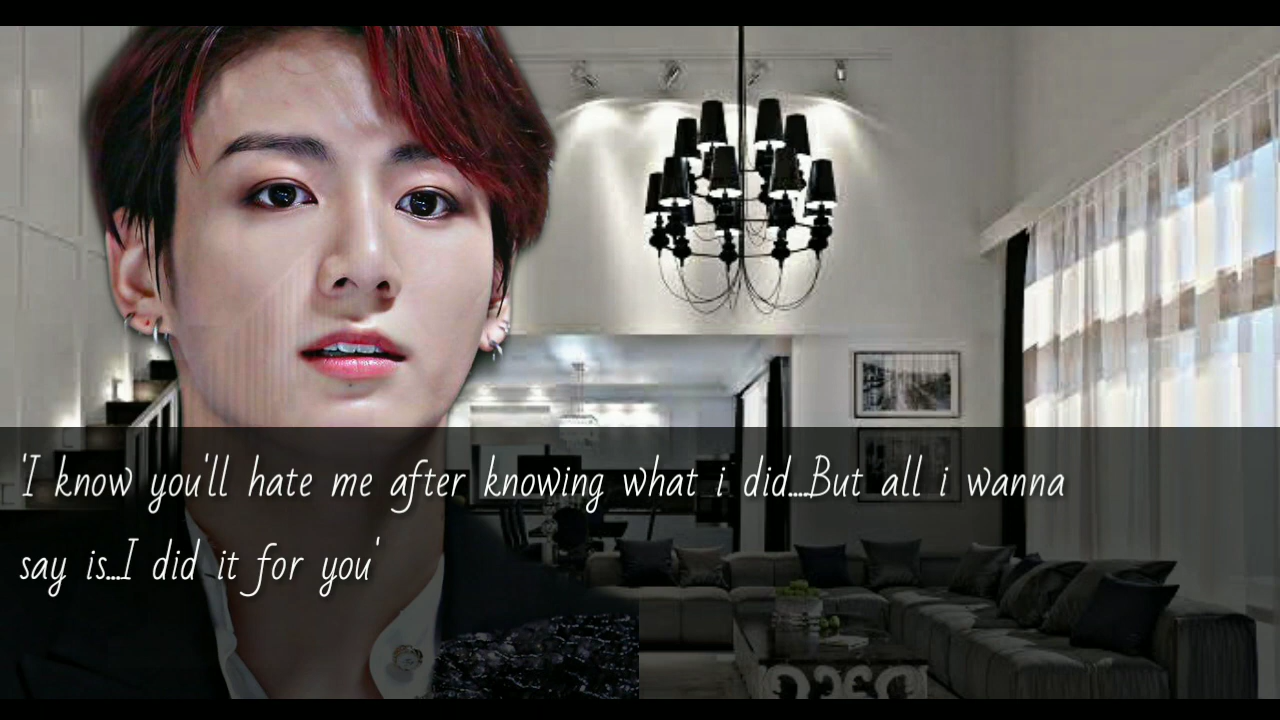 'I know you'll hate me after knowing what i did....But all i wanna
say is...I did it for you'